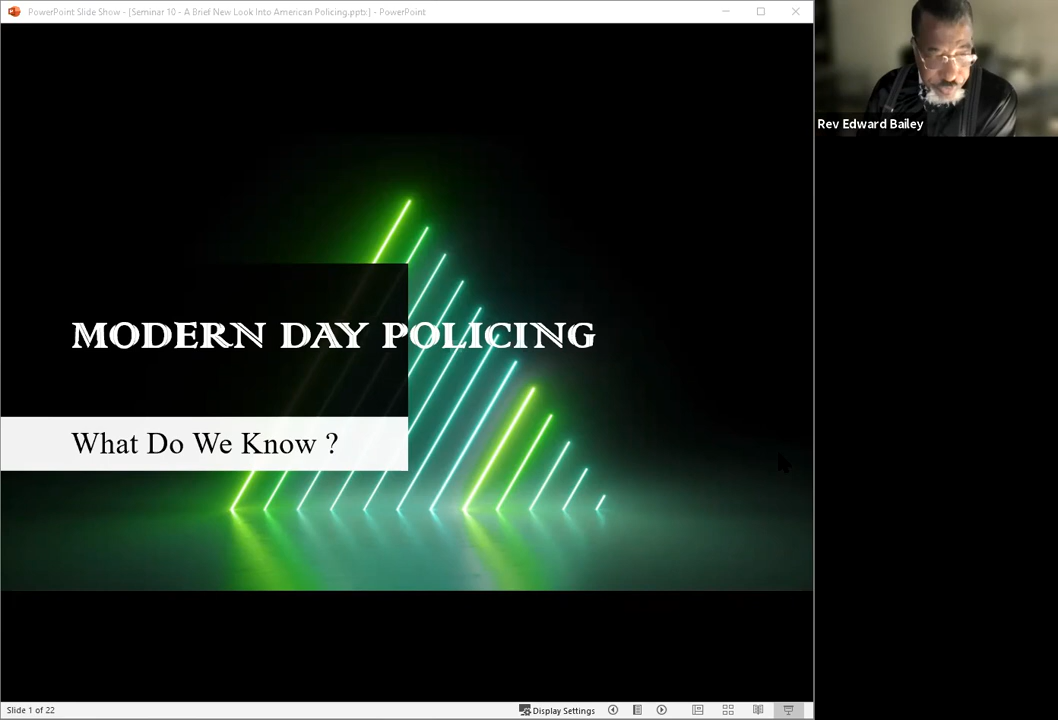 PowerPoint Slide Show - [Seminar 10 - A Brief New Look Into American Policing.pptx] - PowerPoint
Rev Edward Bailey
MODERN DAY POLICING
What Do We Know ?
Slide 1 of 22
Display Settings